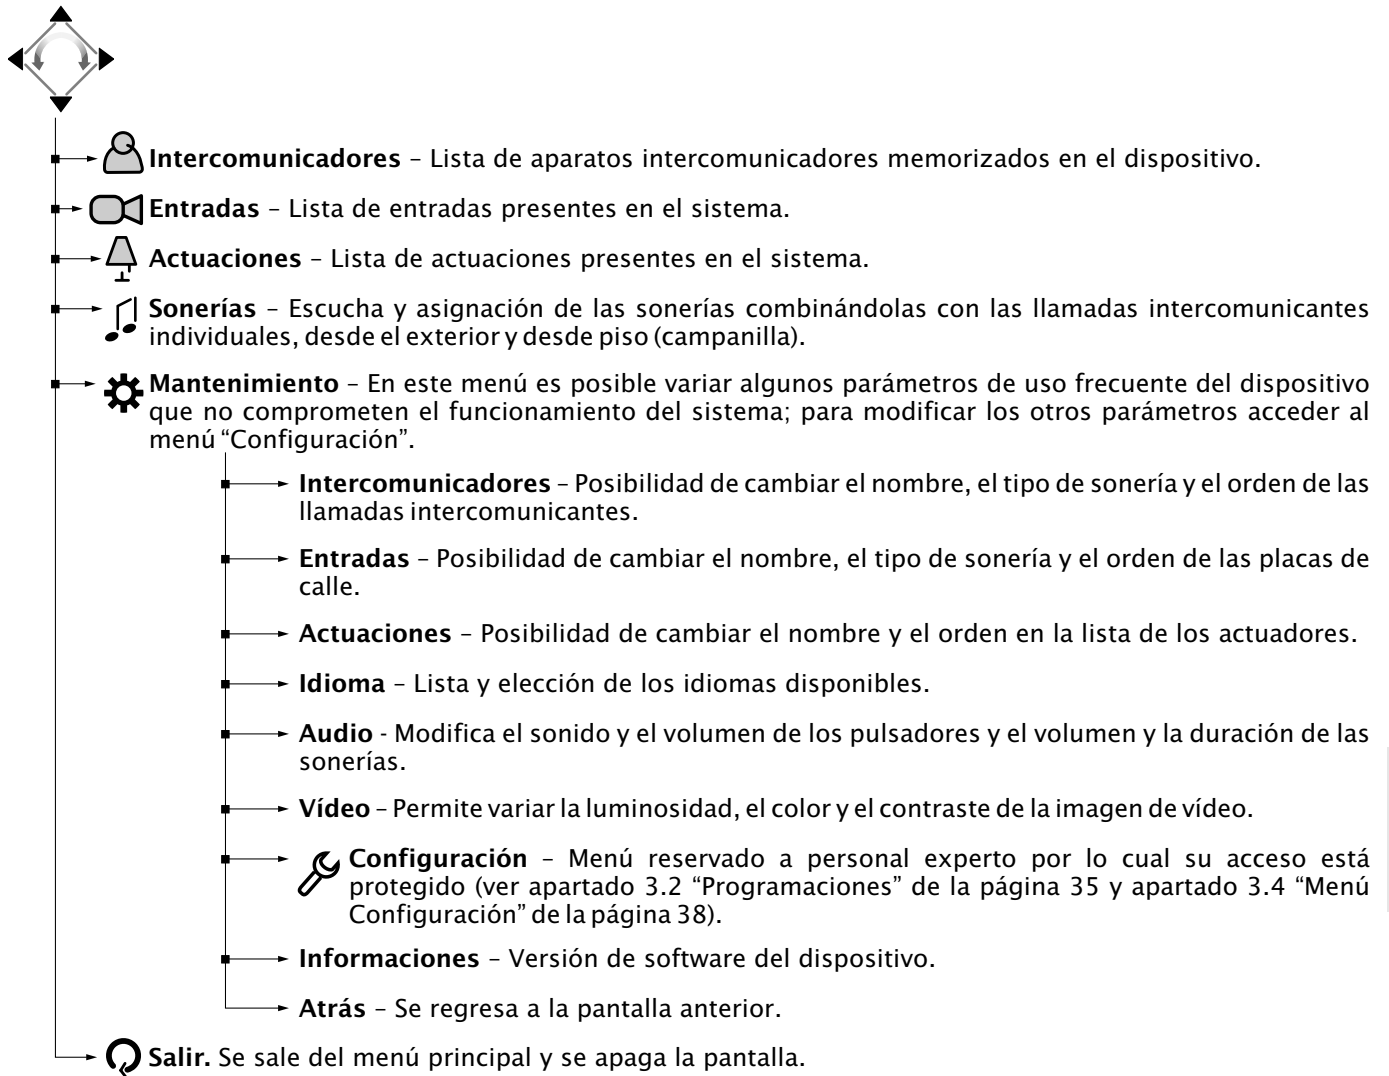 Intercomunicadores – Lista de aparatos intercomunicadores memorizados en el dispositivo.
Entradas – Lista de entradas presentes en el sistema.
Actuaciones – Lista de actuaciones presentes en el sistema.
Sonerías – Escucha y asignación de las sonerías combinándolas con las llamadas intercomunicantes
individuales, desde el exterior y desde piso (campanilla).
Mantenimiento – En este menú es posible variar algunos parámetros de uso frecuente del dispositivo
que no comprometen el funcionamiento del sistema; para modificar los otros parámetros acceder al
menú “Configuración”.
Intercomunicadores – Posibilidad de cambiar el nombre, el tipo de sonería y el orden de las
llamadas intercomunicantes.
Entradas – Posibilidad de cambiar el nombre, el tipo de sonería y el orden de las placas de
calle.
Actuaciones – Posibilidad de cambiar el nombre y el orden en la lista de los actuadores.
Idioma – Lista y elección de los idiomas disponibles.
Audio - Modifica el sonido y el volumen de los pulsadores y el volumen y la duración de las
sonerías.
Vídeo – Permite variar la luminosidad, el color y el contraste de la imagen de vídeo.
Configuración – Menú reservado a personal experto por lo cual su acceso está
protegido (ver apartado 3.2 “Programaciones” de la página 35 y apartado 3.4 “Menú
Configuración” de la página 38).
Informaciones – Versión de software del dispositivo.
Atrás – Se regresa a la pantalla anterior.
Salir. Se sale del menú principal y se apaga la pantalla.